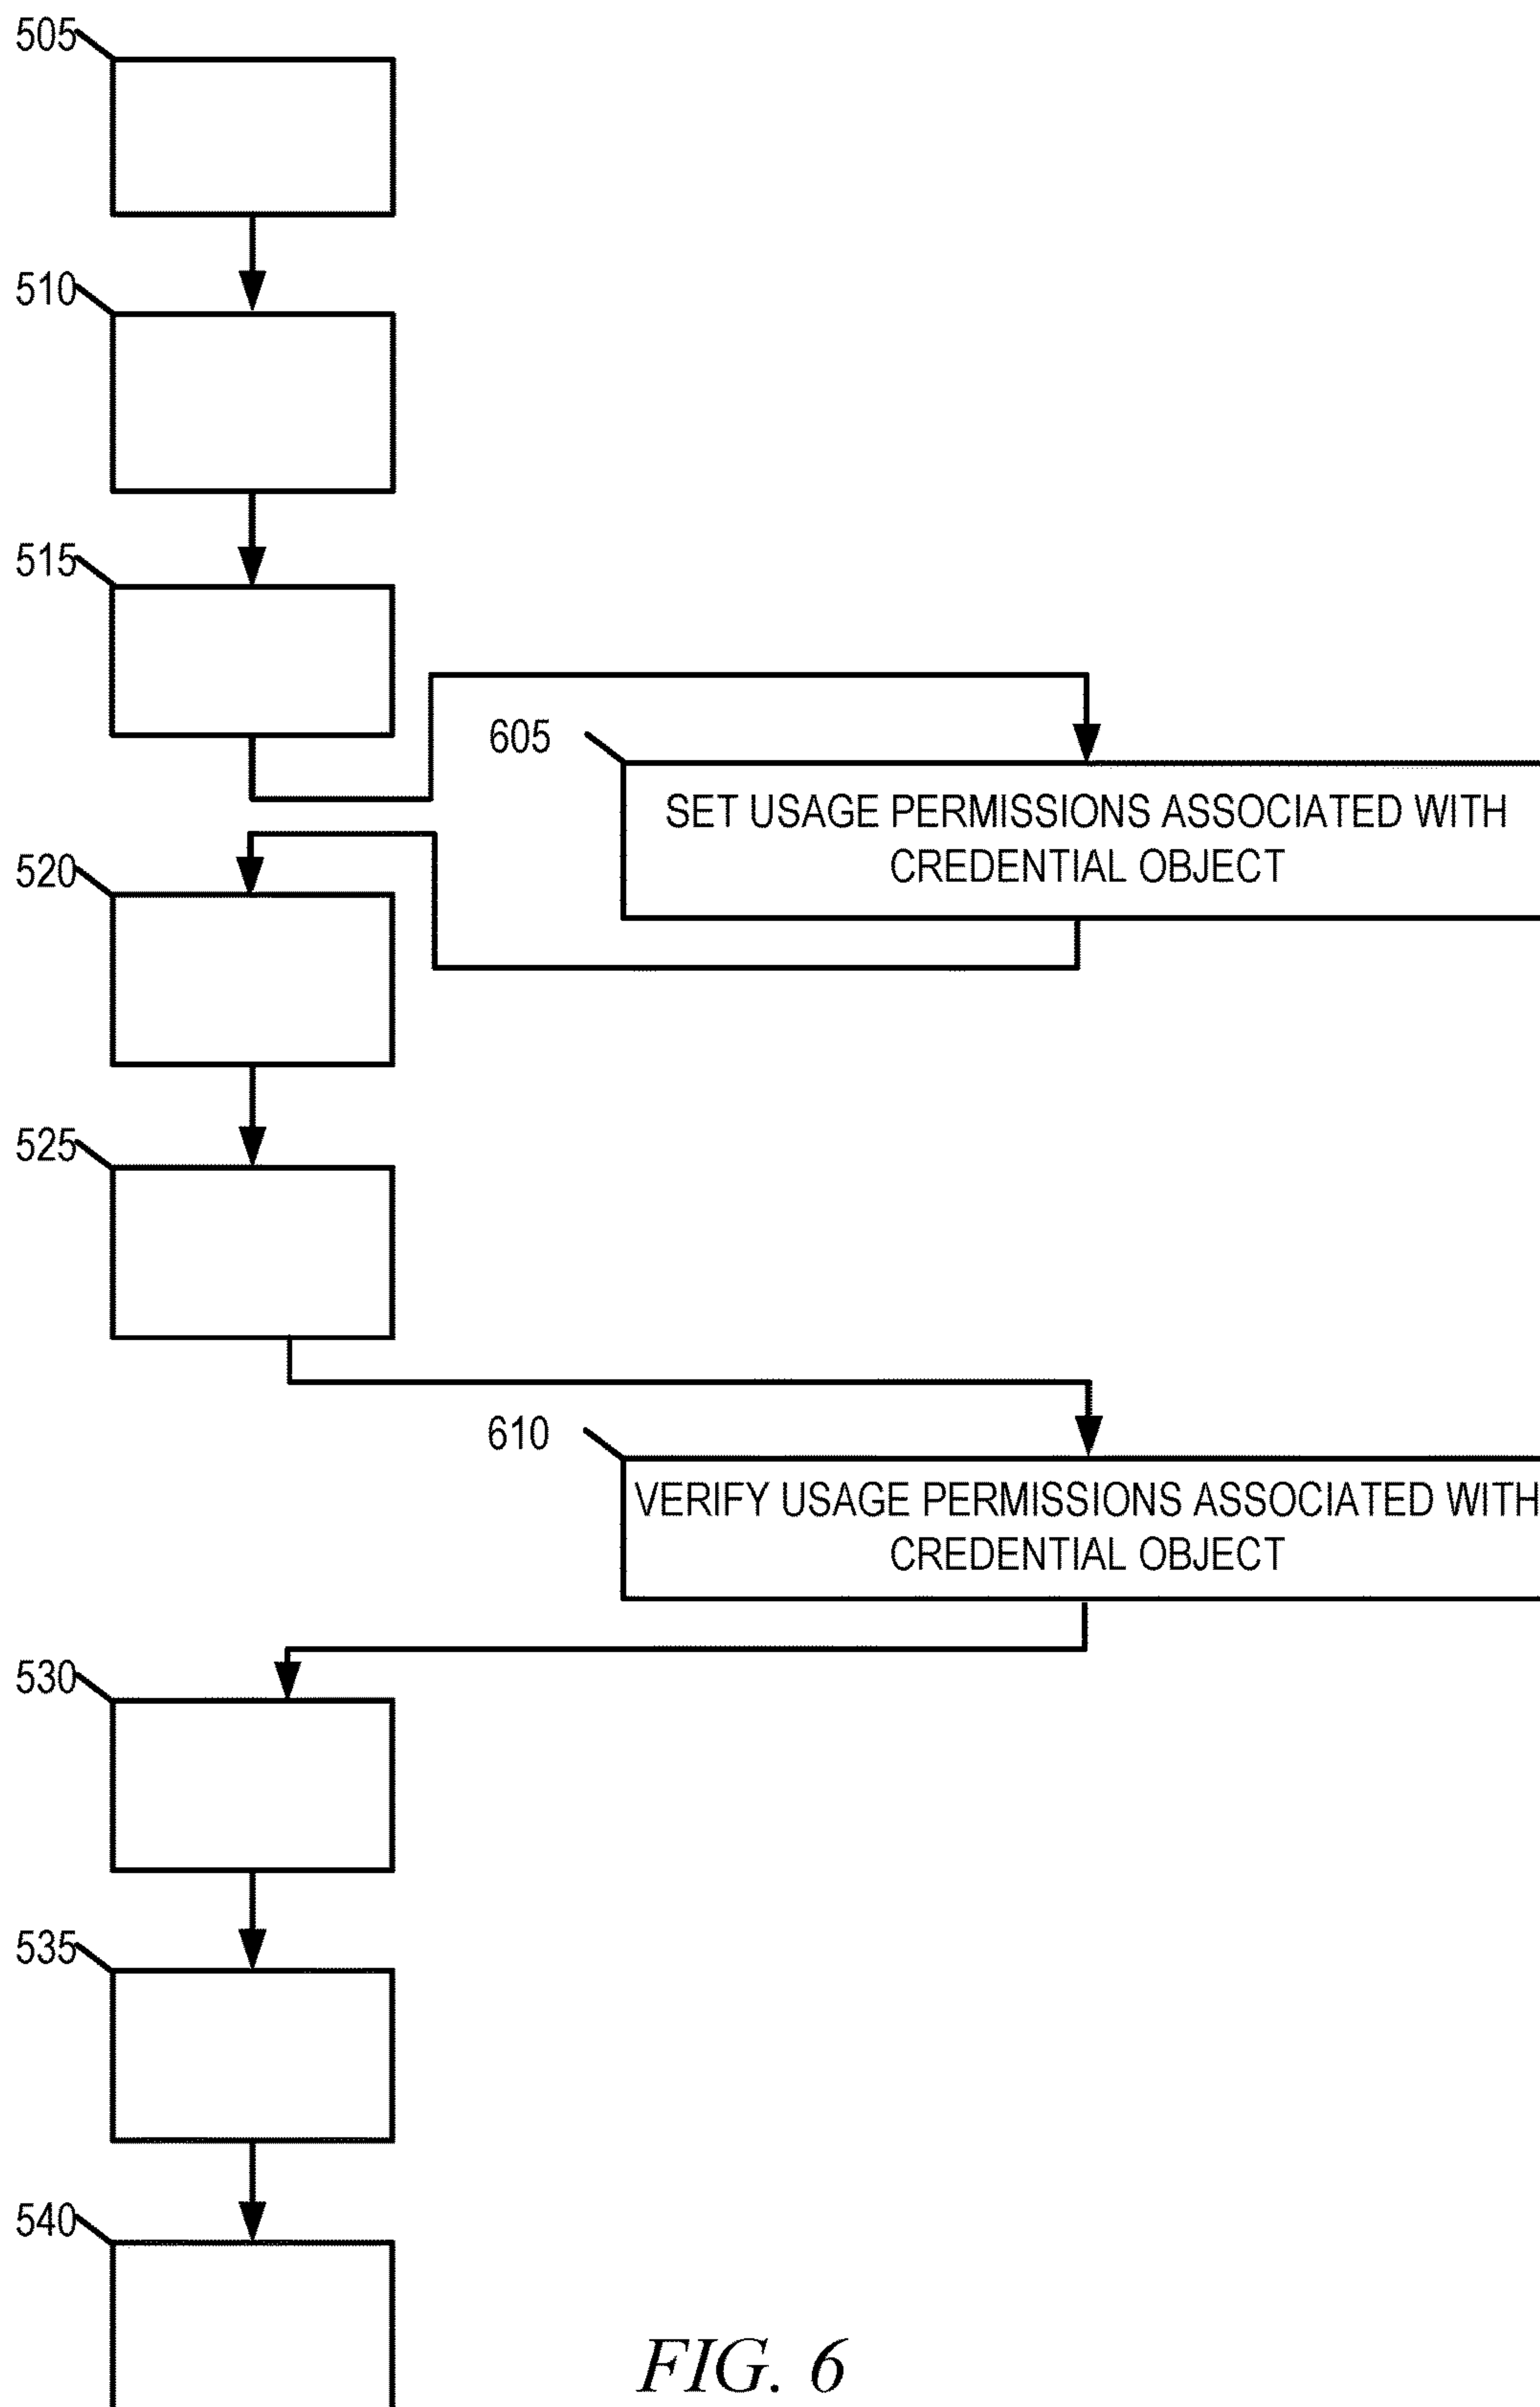 505
510
515
605
SET USAGE PERMISSIONS ASSOCIATED WITH
CREDENTIAL OBJECT
520
525
610
VERIFY USAGE PERMISSIONS ASSOCIATED WITH
CREDENTIAL OBJECT
530
535
540
FIG. 6